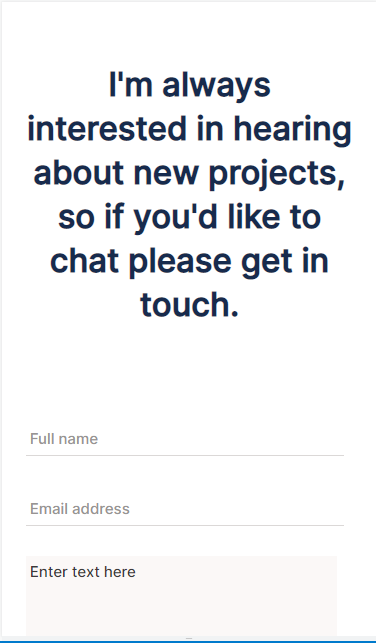 I'm always
interested in hearing
about new projects,
so if you'd like to
chat please get in
touch.
Full name
Email address
Enter text here